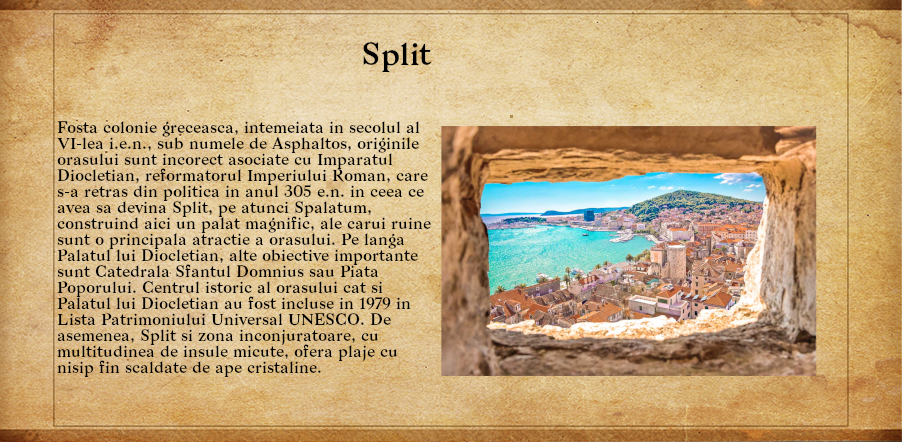 Split
Fosta colonie greceasca, intemeiata in secolul al
VI-lea i.e.n., sub numele de Asphaltos, originile
orasului sunt incorect asociate cu Imparatul
Diocletian, reformatorul Imperiului Roman, care
s-a retras din politica in anul 305 e.n. in ceea ce
avea sa devina Split, pe atunci Spalatum,
construind aici un palat magnific, ale carui ruine
sunt o principala atractie a orasului. Pe langa
Palatul lui Diocletian, alte obiective importante
sunt Catedrala Sfantul Domnius sau Piata
Poporului. Centrul istoric al orasului cat si
Palatul lui Diocletian au fost incluse in 1979 in
Lista Patrimoniului Universal UNESCO. De
asemenea, Split si zona inconjuratoare, cu
multitudinea de insule micute, ofera plaje cu
nisip fin scaldate de ape cristaline.